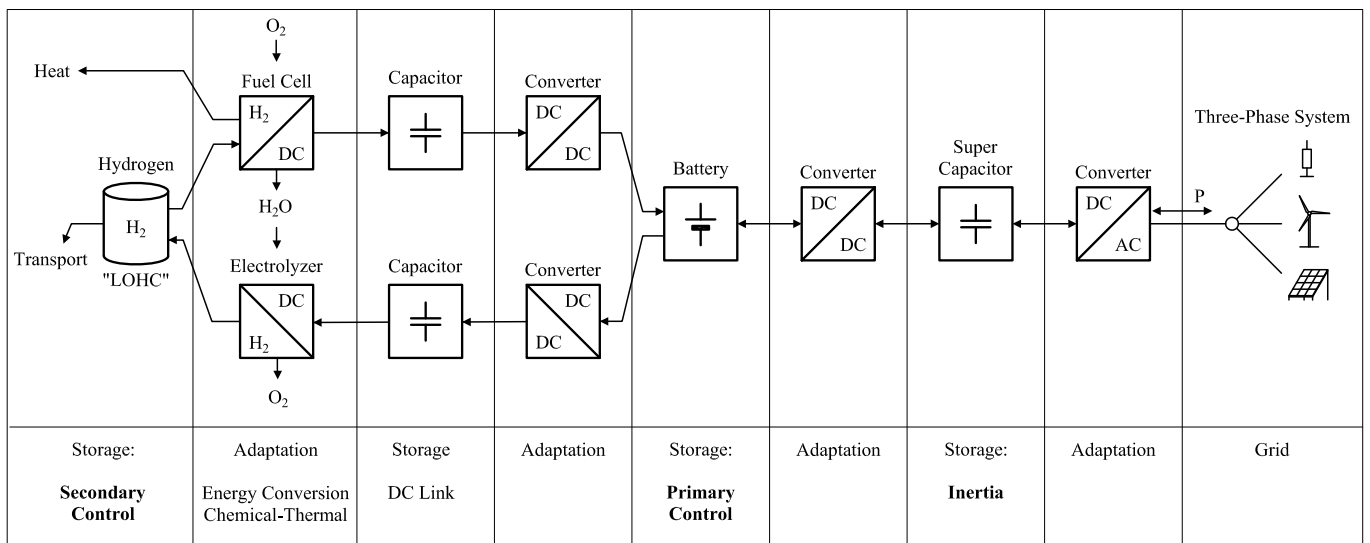 O₂
Heat
Fuel Cell
Capacitor
Converter
H₂
DC
DC
DC
Three-Phase System
Hydrogen
Super
Capacitor
Battery
Converter
Converter
H₂
H₂O
DC
DC
DC
AC
P
Transport
"LOHC"
Electrolyzer
Capacitor
Converter
DC
H₂
DC
DC
O₂
Storage:
Adaptation
Storage
Adaptation
Storage:
Adaptation
Storage:
Adaptation
Grid
Secondary
Control
Energy Conversion
Chemical-Thermal
DC Link
Primary
Control
Inertia